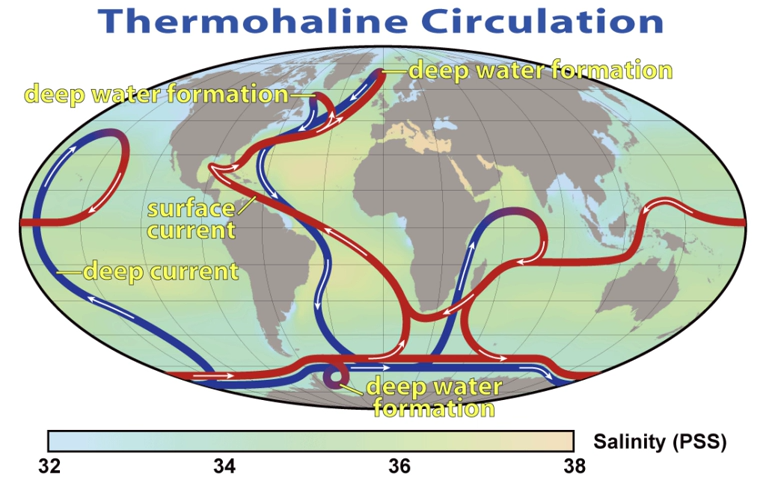 Thermohaline Circulation
deep water formation
deep water formation
surface
current
deep current
deep water
formation
Salinity (PSS)
32 34 36 38